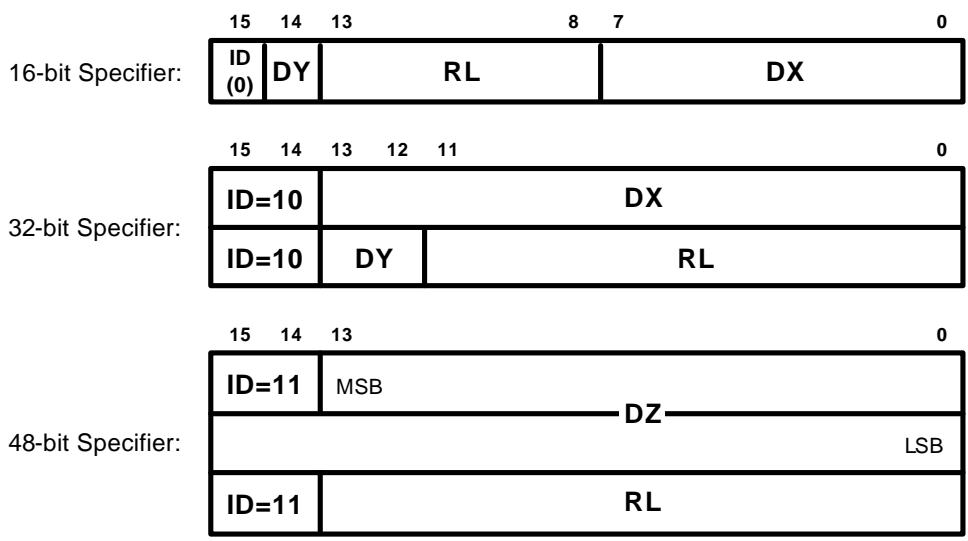 15 14 13 8 7 0
16-bit Specifier: ID (0) DY RL DX
15 14 13 12 11 0
32-bit Specifier:
ID=10 DX
ID=10 DY RL
15 14 13 0
48-bit Specifier:
ID=11 MSB
DZ
LSB
ID=11 RL